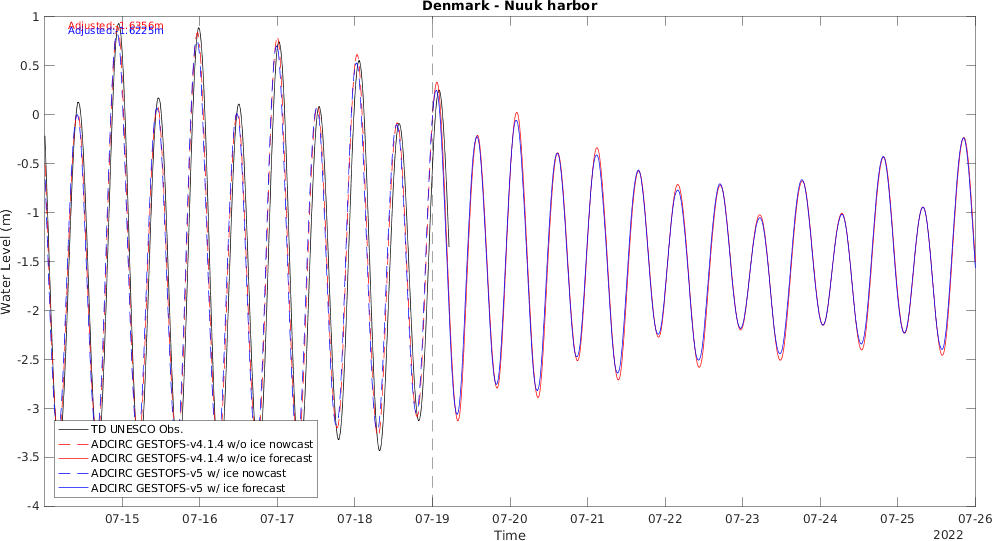 Denmark - Nuuk harbor
Adjusted:-1.6356m
Adjusted:-1.6225m
1
0.5
0
-0.5
-1
-1.5
-2
-2.5
-3
-3.5
-4
Water Level (m)
TD UNESCO Obs.
ADCIRC GESTOFS-v4.1.4 w/o ice nowcast
ADCIRC GESTOFS-v4.1.4 w/o ice forecast
ADCIRC GESTOFS-v5 w/ ice nowcast
ADCIRC GESTOFS-v5 w/ ice forecast
07-15 07-16 07-17 07-18 07-19 07-20 07-21 07-22 07-23 07-24 07-25 07-26
Time
2022